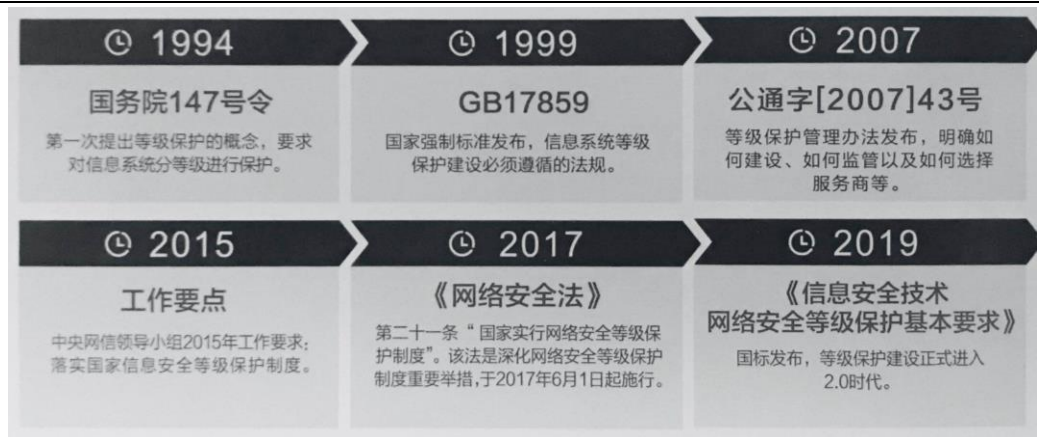 1994
国务院147号令
第一次提出等级保护的概念，要求
对信息系统分等级进行保护。
1999
GB17859
国家强制标准发布，信息系统等级
保护建设必须遵循的法规。
2007
公通字[2007]43号
等级保护管理办法发布，明确如
何建设、如何监管以及如何选择
服务商等。
2015
工作要点
中央网信领导小组2015年工作要求：
落实国家信息安全等级保护制度。
2017
《网络安全法》
第二十一条“国家实行网络安全等级保
护制度”。该法是深化网络安全等级保护
制度重要举措,于2017年6月1日起施行。
2019
《信息安全技术
网络安全等级保护基本要求》
国标发布，等级保护建设正式进入
2.0时代。